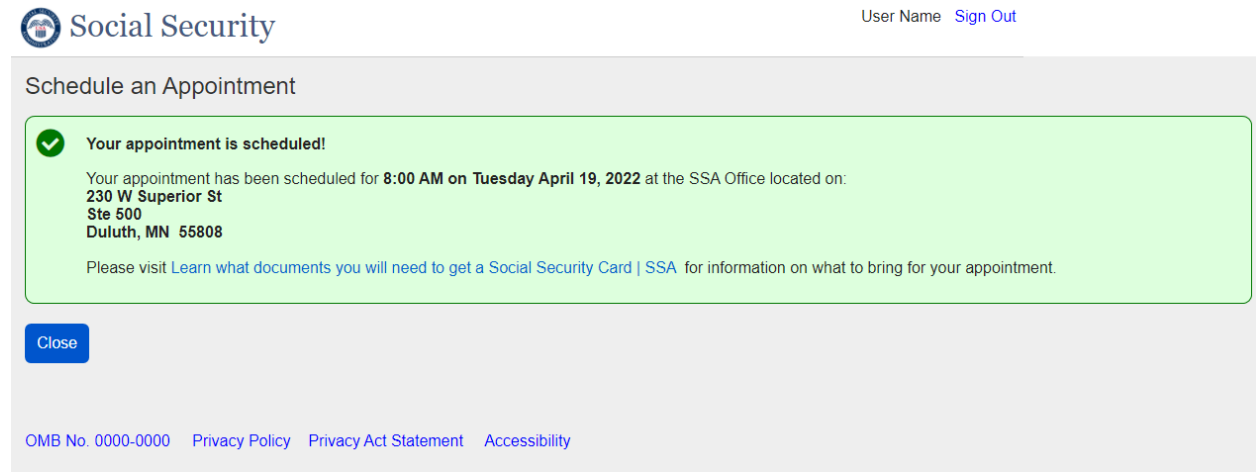 Social Security
User Name Sign Out
Schedule an Appointment
Your appointment is scheduled!
Your appointment has been scheduled for 8:00 AM on Tuesday April 19, 2022 at the SSA Office located on:
230 W Superior St
Ste 500
Duluth, MN 55808
Please visit Learn what documents you will need to get a Social Security Card | SSA for information on what to bring for your appointment.
Close
OMB No. 0000-0000 Privacy Policy Privacy Act Statement Accessibility